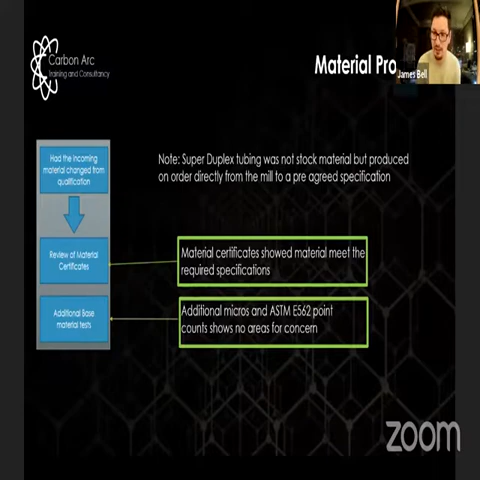 Carbon Arc
Training and Consultancy
Material Pro
James Bell
Had the incoming
material changed from
qualification
Note: Super Duplex tubing was not stock material but produced
on order directly from the mill to a pre agreed specification
Review of Material
Certificates
Material certificates showed material meet the
required specifications
Additional Base
material tests
Additional micros and ASTM E562 point
counts shows no areas for concern
zoom